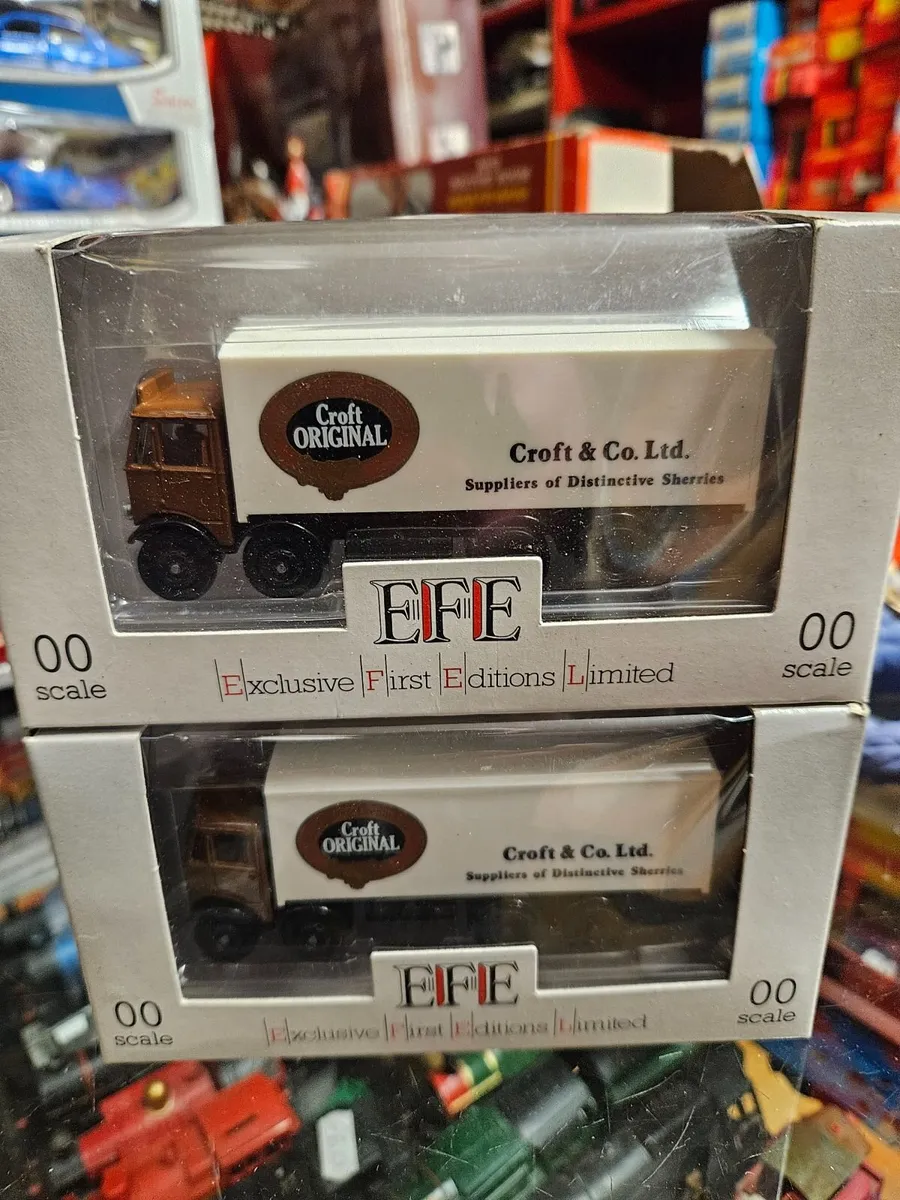 Croft
ORIGINAL
Croft & Co. Ltd.
Suppliers of Distinctive Sherries
EFE
00
scale
Exclusive First Editions Limited
00
scale
Croft
ORIGINAL
Croft & Co. Ltd.
Suppliers of Distinctive Sherries
EFE
00
scale
Exclusive First Editions Limited
00
scale